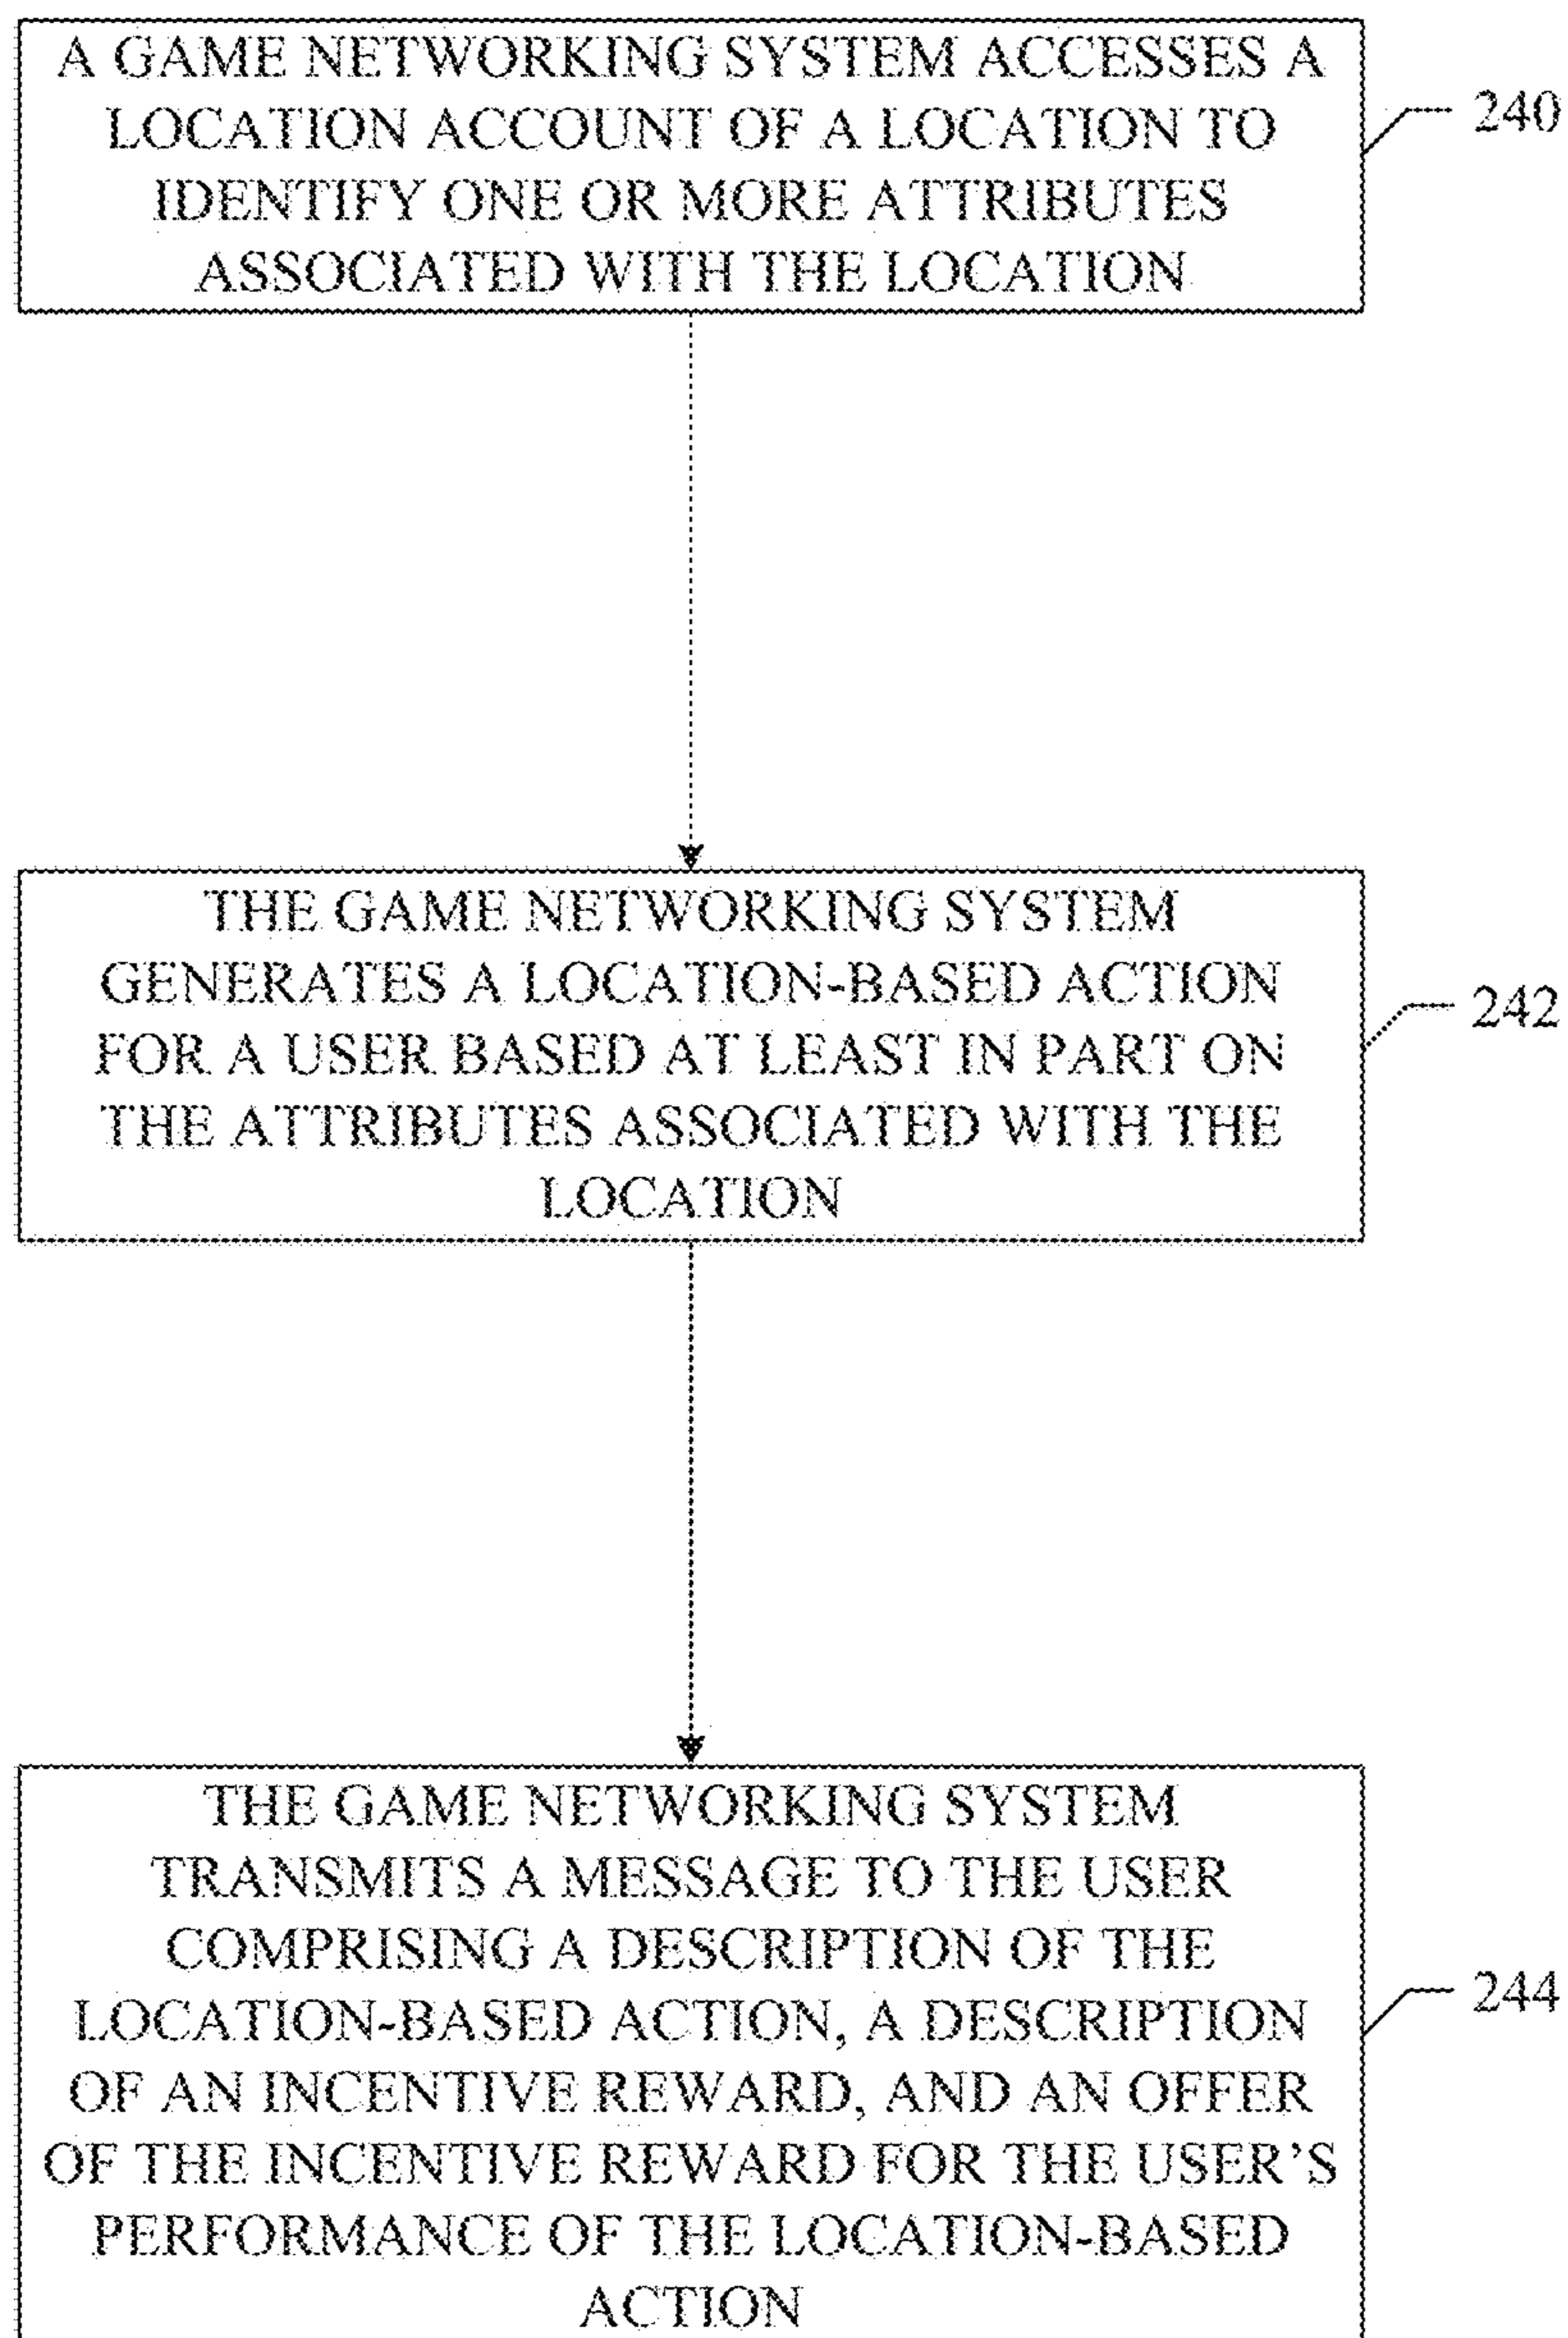 A GAME NETWORKING SYSTEM ACCESSES A
LOCATION ACCOUNT OF A LOCATION TO
IDENTIFY ONE OR MORE ATTRIBUTES
ASSOCIATED WITH THE LOCATION
240
THE GAME NETWORKING SYSTEM
GENERATES A LOCATION-BASED ACTION
FOR A USER BASED AT LEAST IN PART ON
THE ATTRIBUTES ASSOCIATED WITH THE
LOCATION
242
THE GAME NETWORKING SYSTEM
TRANSMITS A MESSAGE TO THE USER
COMPRISING A DESCRIPTION OF THE
LOCATION-BASED ACTION, A DESCRIPTION
OF AN INCENTIVE REWARD, AND AN OFFER
OF THE INCENTIVE REWARD FOR THE USER’S
PERFORMANCE OF THE LOCATION-BASED
ACTION
244